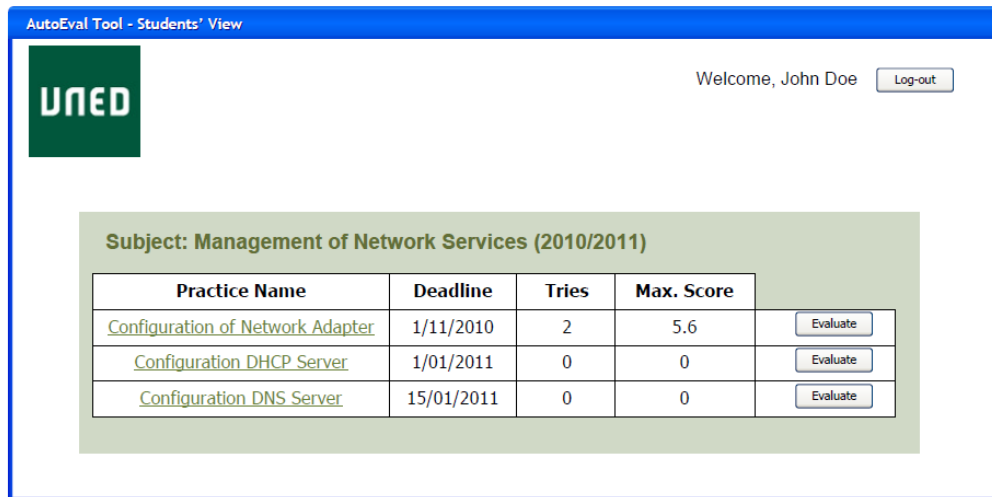 AutoEval Tool - Students' View
UNED
Welcome, John Doe Log-out
Subject: Management of Network Services (2010/2011)
Practice Name Deadline Tries Max. Score
Configuration of Network Adapter 1/11/2010 2 5.6 Evaluate
Configuration DHCP Server 1/01/2011 0 0 Evaluate
Configuration DNS Server 15/01/2011 0 0 Evaluate